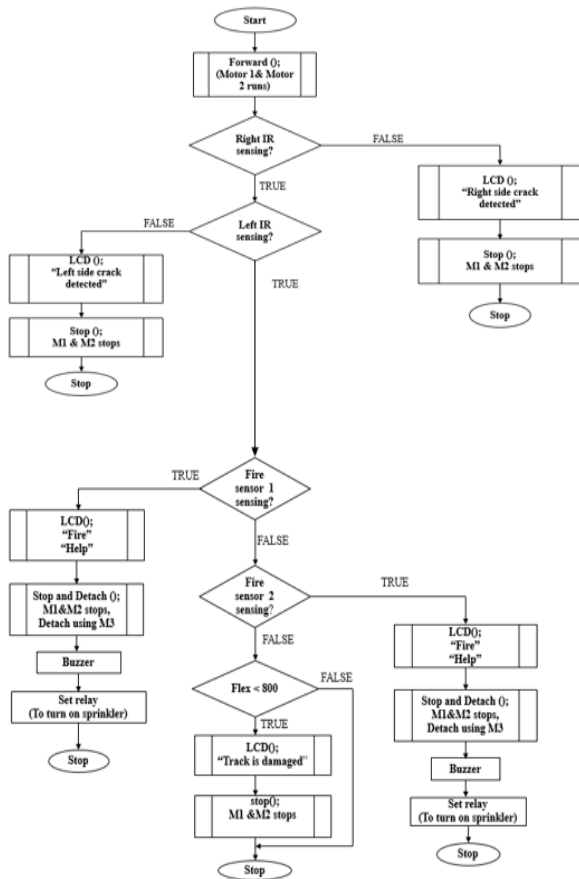 Start
Forward ();
(Motor 1& Motor
2 runs)
Right IR
sensing?
FALSE
TRUE
LCD ();
“Right side crack
detected”
Stop ();
M1 & M2 stops
Stop
Left IR
sensing?
FALSE
TRUE
LCD ();
“Left side crack
detected”
Stop ();
M1 & M2 stops
Stop
Fire
sensor 1
sensing?
TRUE
FALSE
LCD();
“Fire”
“Help”
Stop and Detach ();
M1&M2 stops,
Detach using M3
Buzzer
Set relay
(To turn on sprinkler)
Stop
Fire
sensor 2
sensing?
TRUE
FALSE
LCD();
“Fire”
“Help”
Stop and Detach ();
M1&M2 stops,
Detach using M3
Buzzer
Set relay
(To turn on sprinkler)
Stop
Flex < 800
FALSE
TRUE
LCD();
“Track is damaged”
stop();
M1 &M2 stops
Stop